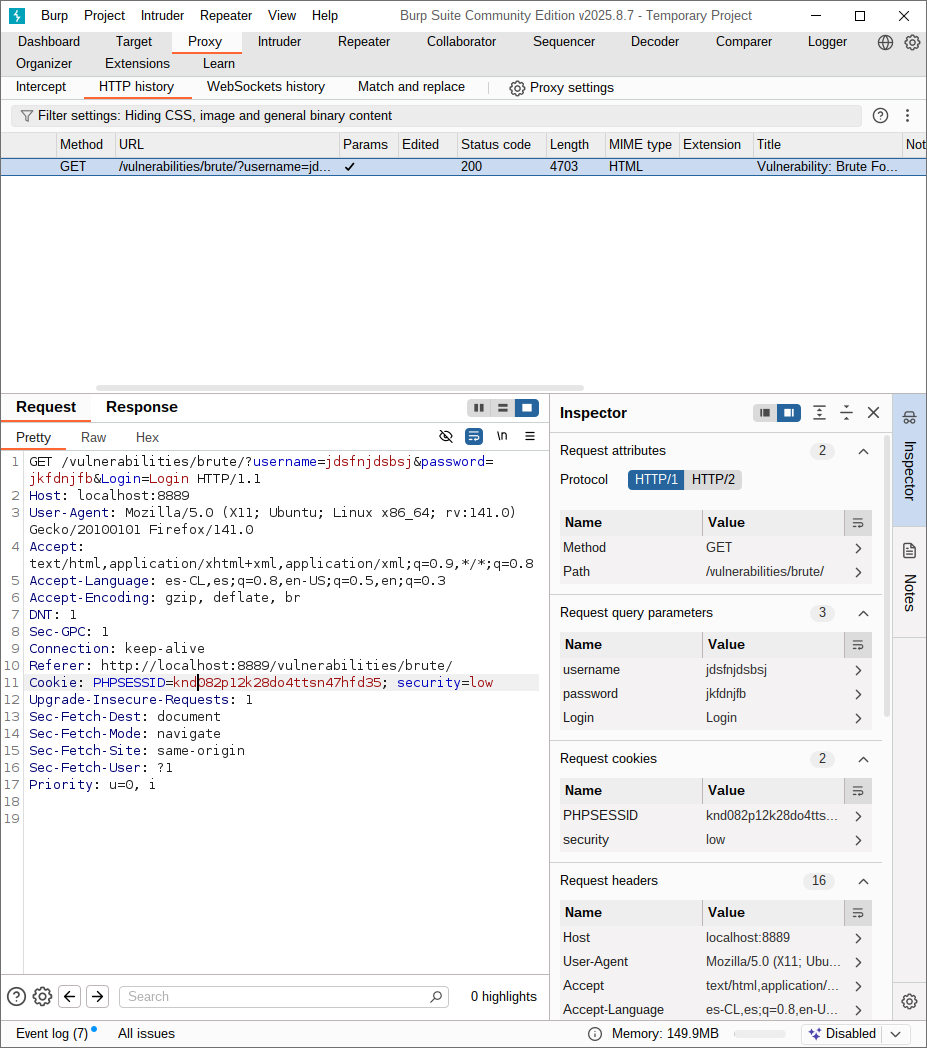 Burp Project Intruder Repeater View Help Burp Suite Community Edition v2025.8.7 - Temporary Project
Dashboard Target Proxy Intruder Repeater Collaborator Sequencer Decoder Comparer Logger
Organizer Extensions Learn
Intercept HTTP history WebSockets history Match and replace Proxy settings
Filter settings: Hiding CSS, image and general binary content
Method URL Params Edited Status code Length MIME type Extension Title Not
GET /vulnerabilities/brute/?username=jd... ✓ 200 4703 HTML Vulnerability: Brute Fo...
Request Response
Pretty Raw Hex \n
1 GET /vulnerabilities/brute/?username=jdsfnjdsbsj&password=
jkfdnjfb&Login=Login HTTP/1.1
2 Host: localhost:8889
3 User-Agent: Mozilla/5.0 (X11; Ubuntu; Linux x86_64; rv:141.0)
Gecko/20100101 Firefox/141.0
4 Accept:
text/html,application/xhtml+xml,application/xml;q=0.9,*/*;q=0.8
5 Accept-Language: es-CL,es;q=0.8,en-US;q=0.5,en;q=0.3
6 Accept-Encoding: gzip, deflate, br
7 DNT: 1
8 Sec-GPC: 1
9 Connection: keep-alive
10 Referer: http://localhost:8889/vulnerabilities/brute/
11 Cookie: PHPSESSID=knd082p12k28do4ttsn47hfd35; security=low
12 Upgrade-Insecure-Requests: 1
13 Sec-Fetch-Dest: document
14 Sec-Fetch-Mode: navigate
15 Sec-Fetch-Site: same-origin
16 Sec-Fetch-User: ?1
17 Priority: u=0, i
18
19
Search 0 highlights
Inspector
Request attributes 2
Protocol HTTP/1 HTTP/2
Name Value
Method GET
Path /vulnerabilities/brute/
Request query parameters 3
Name Value
username jdsfnjdsbsj
password jkfdnjfb
Login Login
Request cookies 2
Name Value
PHPSESSID knd082p12k28do4tts...
security low
Request headers 16
Name Value
Host localhost:8889
User-Agent Mozilla/5.0 (X11; Ubu...
Accept text/html,application/...
Accept-Language es-CL,es;q=0.8,en-U...
Inspector
Notes
Event log (7) All issues Memory: 149.9MB Disabled